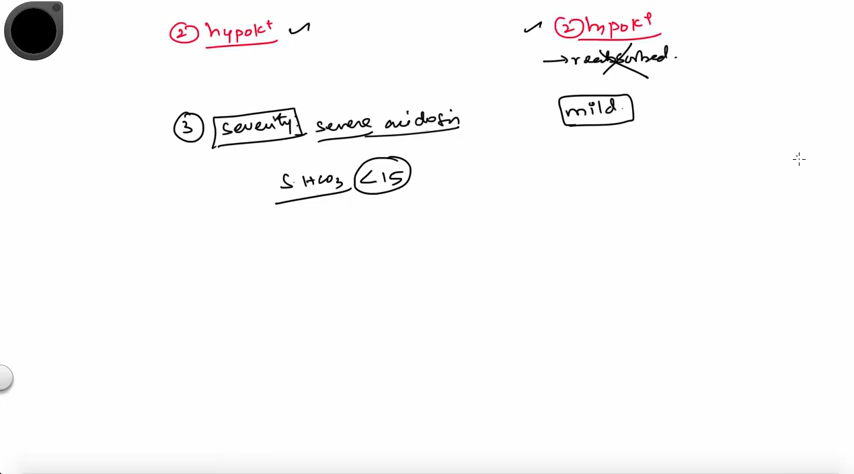 ② hypok+ ✓
✓ ② hypok+
→ reabsorbed.
③ severity: severe acidosis
mild.
S. HCO3 <15